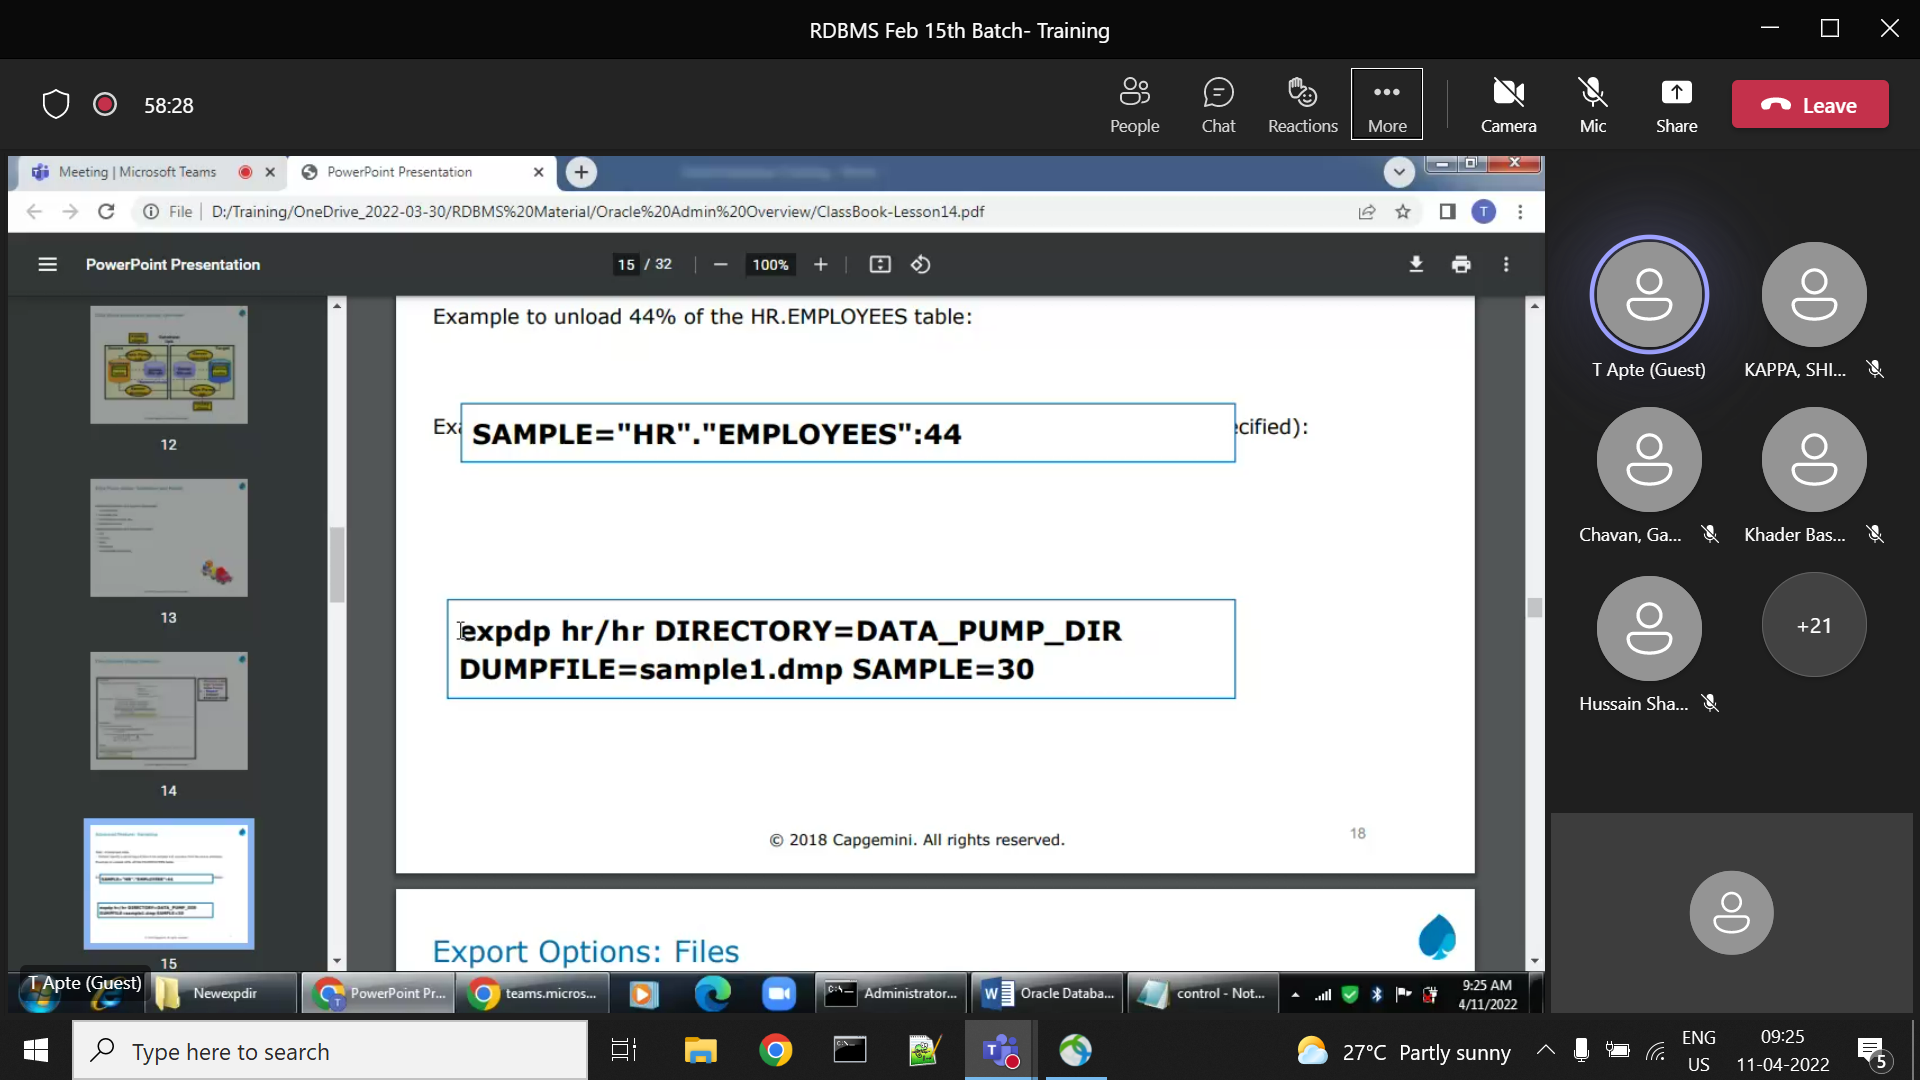 RDBMS Feb 15th Batch- Training
58:28
People
Chat
Reactions
More
Camera
Mic
Share
Leave
Meeting | Microsoft Teams
PowerPoint Presentation
File
D:/Training/OneDrive_2022-03-30/RDBMS%20Material/Oracle%20Admin%20Overview/ClassBook-Lesson14.pdf
T
PowerPoint Presentation
15 / 32
100%
12
13
14
15
Example to unload 44% of the HR.EMPLOYEES table:
SAMPLE="HR"."EMPLOYEES":44
cified):
expdp hr/hr DIRECTORY=DATA_PUMP_DIR
DUMPFILE=sample1.dmp SAMPLE=30
© 2018 Capgemini. All rights reserved.
18
Export Options: Files
T Apte (Guest)
KAPPA, SHI...
Chavan, Ga...
Khader Bas...
Hussain Sha...
+21
T Apte (Guest)
Newexpdir
PowerPoint Pr...
teams.micros...
Administrator...
Oracle Databa...
control - Not...
9:25 AM
4/11/2022
Type here to search
27°C Partly sunny
ENG
US
09:25
11-04-2022
5